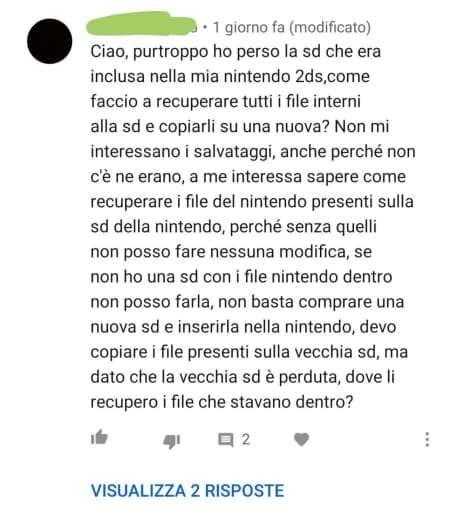 • 1 giorno fa (modificato)
Ciao, purtroppo ho perso la sd che era
inclusa nella mia nintendo 2ds,come
faccio a recuperare tutti i file interni
alla sd e copiarli su una nuova? Non mi
interessano i salvataggi, anche perché non
c'è ne erano, a me interessa sapere come
recuperare i file del nintendo presenti sulla
sd della nintendo, perché senza quelli
non posso fare nessuna modifica, se
non ho una sd con i file nintendo dentro
non posso farla, non basta comprare una
nuova sd e inserirla nella nintendo, devo
copiare i file presenti sulla vecchia sd, ma
dato che la vecchia sd è perduta, dove li
recupero i file che stavano dentro?
2
VISUALIZZA 2 RISPOSTE